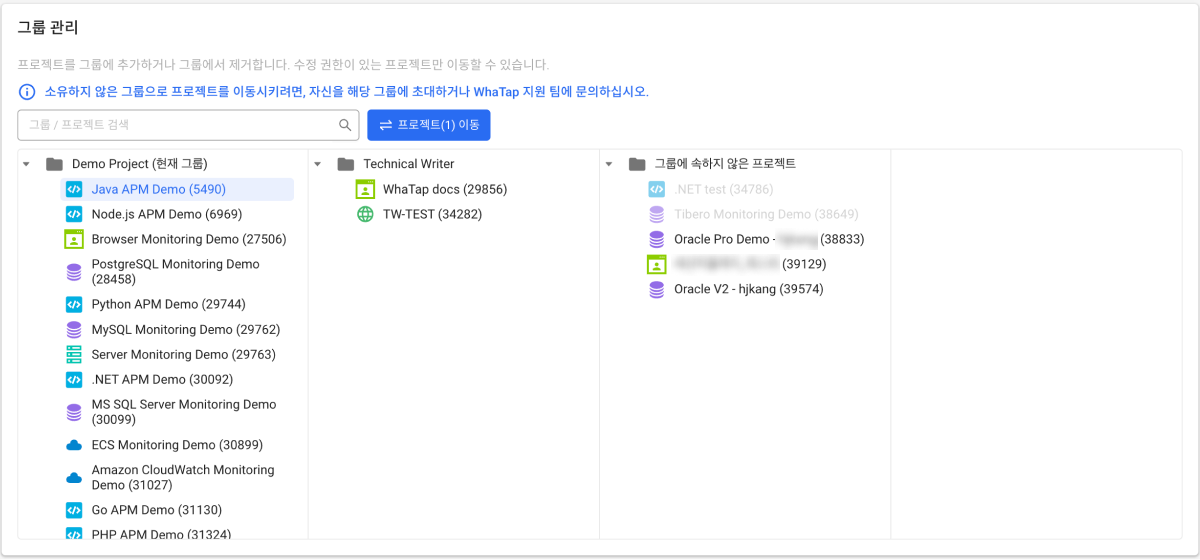 그룹 관리
프로젝트를 그룹에 추가하거나 그룹에서 제거합니다. 수정 권한이 있는 프로젝트만 이동할 수 있습니다.
소유하지 않은 그룹으로 프로젝트를 이동시키려면, 자신을 해당 그룹에 초대하거나 WhaTap 지원 팀에 문의하십시오.
그룹 / 프로젝트 검색
프로젝트(1) 이동
Demo Project (현재 그룹)
Java APM Demo (5490)
Node.js APM Demo (6969)
Browser Monitoring Demo (27506)
PostgreSQL Monitoring Demo
(28458)
Python APM Demo (29744)
MySQL Monitoring Demo (29762)
Server Monitoring Demo (29763)
.NET APM Demo (30092)
MS SQL Server Monitoring Demo
(30099)
ECS Monitoring Demo (30899)
Amazon CloudWatch Monitoring
Demo (31027)
Go APM Demo (31130)
PHP APM Demo (31324)
Technical Writer
WhaTap docs (29856)
TW-TEST (34282)
그룹에 속하지 않은 프로젝트
.NET test (34786)
Tibero Monitoring Demo (38649)
Oracle Pro Demo - (38833)
(39129)
Oracle V2 - hjkang (39574)